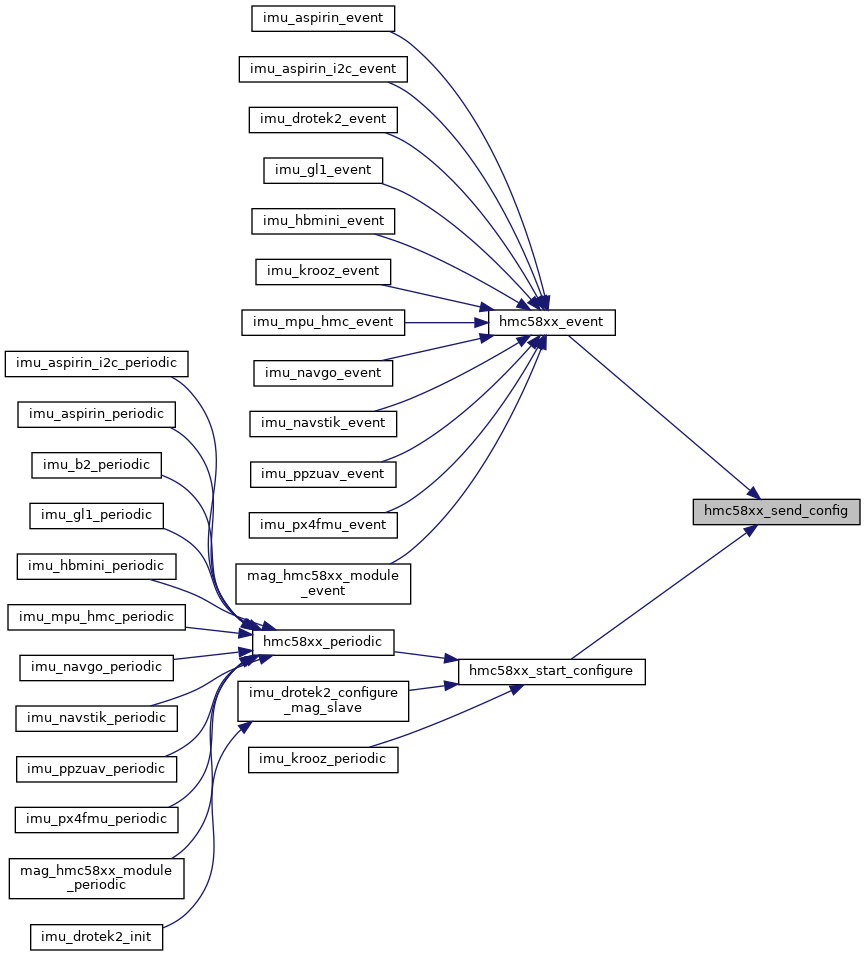 imu_aspirin_event
imu_aspirin_i2c_event
imu_drotek2_event
imu_gl1_event
imu_hbmini_event
imu_krooz_event
imu_mpu_hmc_event
hmc58xx_event
imu_aspirin_i2c_periodic
imu_navgo_event
imu_aspirin_periodic
imu_navstik_event
imu_b2_periodic
imu_ppzuav_event
imu_gl1_periodic
imu_px4fmu_event
hmc58xx_send_config
imu_hbmini_periodic
mag_hmc58xx_module
_event
imu_mpu_hmc_periodic
hmc58xx_periodic
imu_navgo_periodic
hmc58xx_start_configure
imu_drotek2_configure
_mag_slave
imu_navstik_periodic
imu_krooz_periodic
imu_ppzuav_periodic
imu_px4fmu_periodic
mag_hmc58xx_module
_periodic
imu_drotek2_init